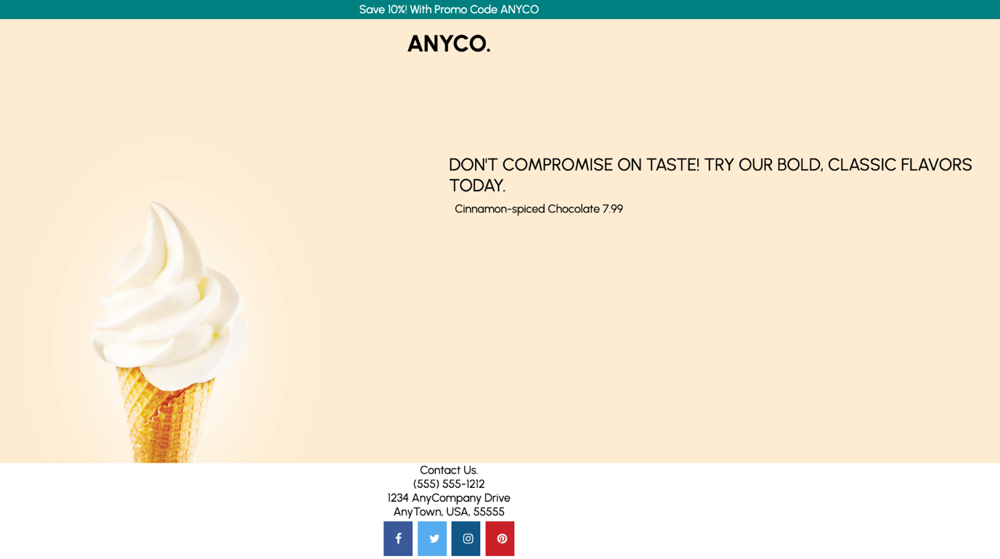 Save 10%! With Promo Code ANYCO
ANYCO.
DON'T COMPROMISE ON TASTE! TRY OUR BOLD, CLASSIC FLAVORS
TODAY.
Cinnamon-spiced Chocolate 7.99
Contact Us.
(555) 555-1212
1234 AnyCompany Drive
AnyTown, USA, 55555